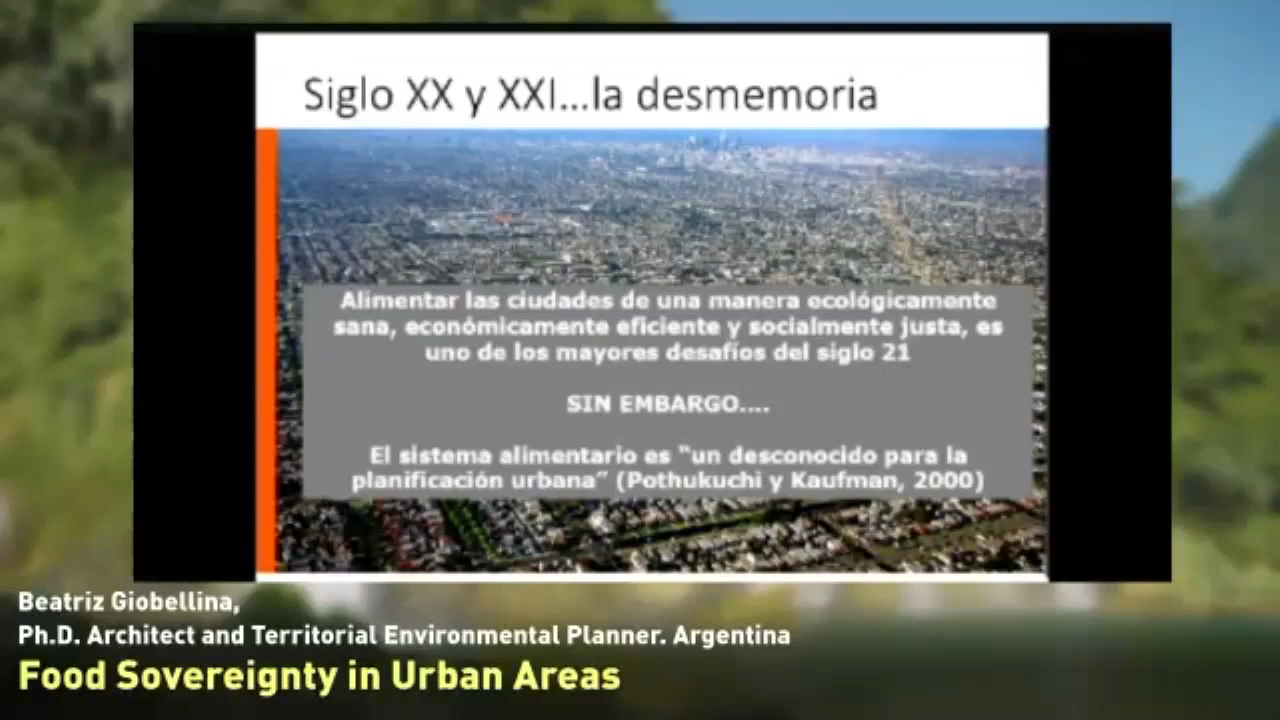 Siglo XX y XXI...la desmemoria
Alimentar las ciudades de una manera ecológicamente
sana, económicamente eficiente y socialmente justa, es
uno de los mayores desafíos del siglo 21
SIN EMBARGO....
El sistema alimentario es “un desconocido para la
planificación urbana” (Pothukuchi y Kaufman, 2000)
Beatriz Giobellina,
Ph.D. Architect and Territorial Environmental Planner. Argentina
Food Sovereignty in Urban Areas